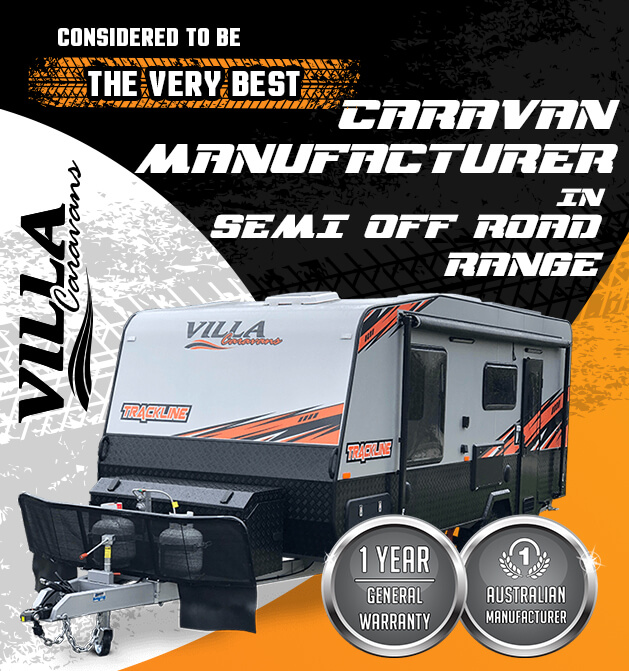 CONSIDERED TO BE
THE VERY BEST
CARAVAN
MANUFACTURER
IN
SEMI OFF ROAD
RANGE
VILLA
Caravans
VILLA
Caravans
TRACKLINE
TRACKLINE
1 YEAR
GENERAL
WARRANTY
1
AUSTRALIAN
MANUFACTURER